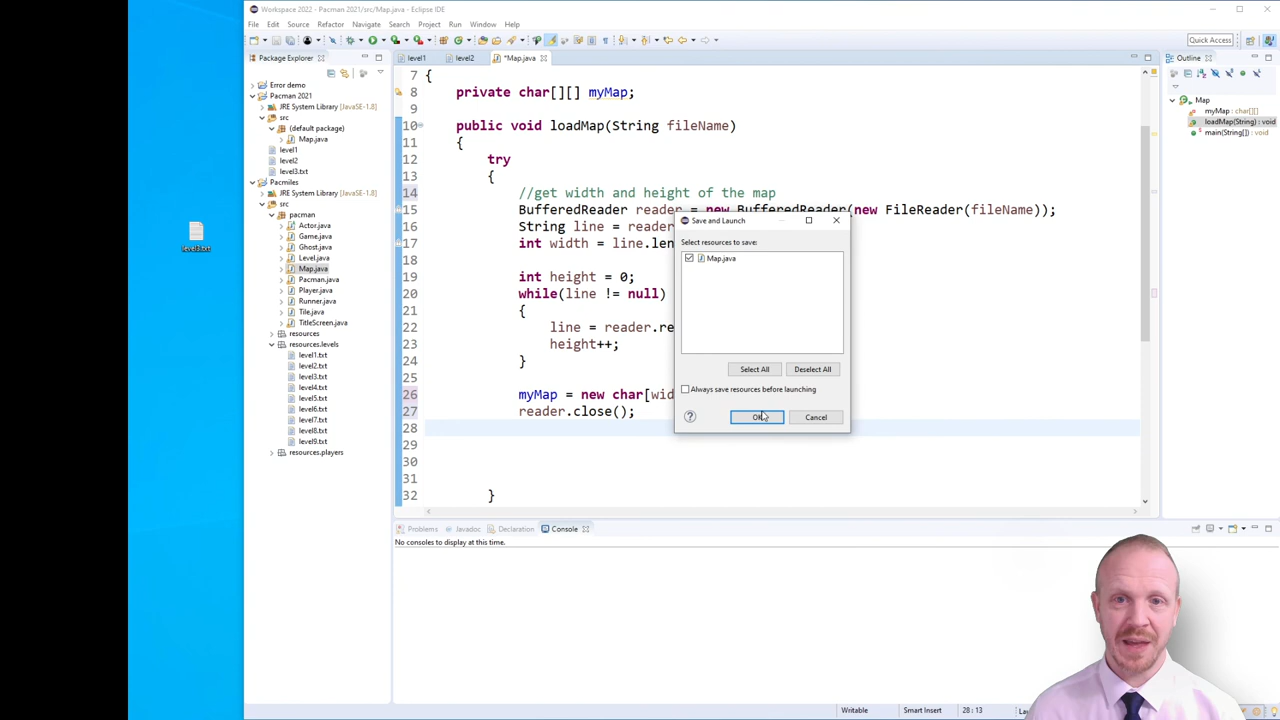 Workspace 2022 - Pacman 2021/src/Map.java - Eclipse IDE
File Edit Source Refactor Navigate Search Project Run Window Help
Quick Access
Package Explorer
level1
level2
*Map.java
Outline
Error demo
Pacman 2021
JRE System Library [JavaSE-1.8]
src
(default package)
Map.java
level1
level2
level3.txt
Pacmiles
JRE System Library [JavaSE-1.8]
src
pacman
Actor.java
Game.java
Ghost.java
Level.java
Map.java
Pacman.java
Player.java
Runner.java
Tile.java
TitleScreen.java
resources
resources.levels
level1.txt
level2.txt
level3.txt
level4.txt
level5.txt
level6.txt
level7.txt
level8.txt
level9.txt
resources.players
level3.txt
7 {
8 private char[][] myMap;
9
10 public void loadMap(String fileName)
11 {
12 try
13 {
14 //get width and height of the map
15 BufferedReader reader = new BufferedReader(new FileReader(fileName));
16 String line = reader
17 int width = line.len
18
19 int height = 0;
20 while(line != null)
21 {
22 line = reader.re
23 height++;
24 }
25
26 myMap = new char[wid
27 reader.close();
28
29
30
31
32 }
Save and Launch
Select resources to save:
Map.java
Select All Deselect All
Always save resources before launching
OK Cancel
Map
myMap : char[][]
loadMap(String) : void
main(String[]) : void
Problems Javadoc Declaration Console
No consoles to display at this time.
Writable Smart Insert 28 : 13